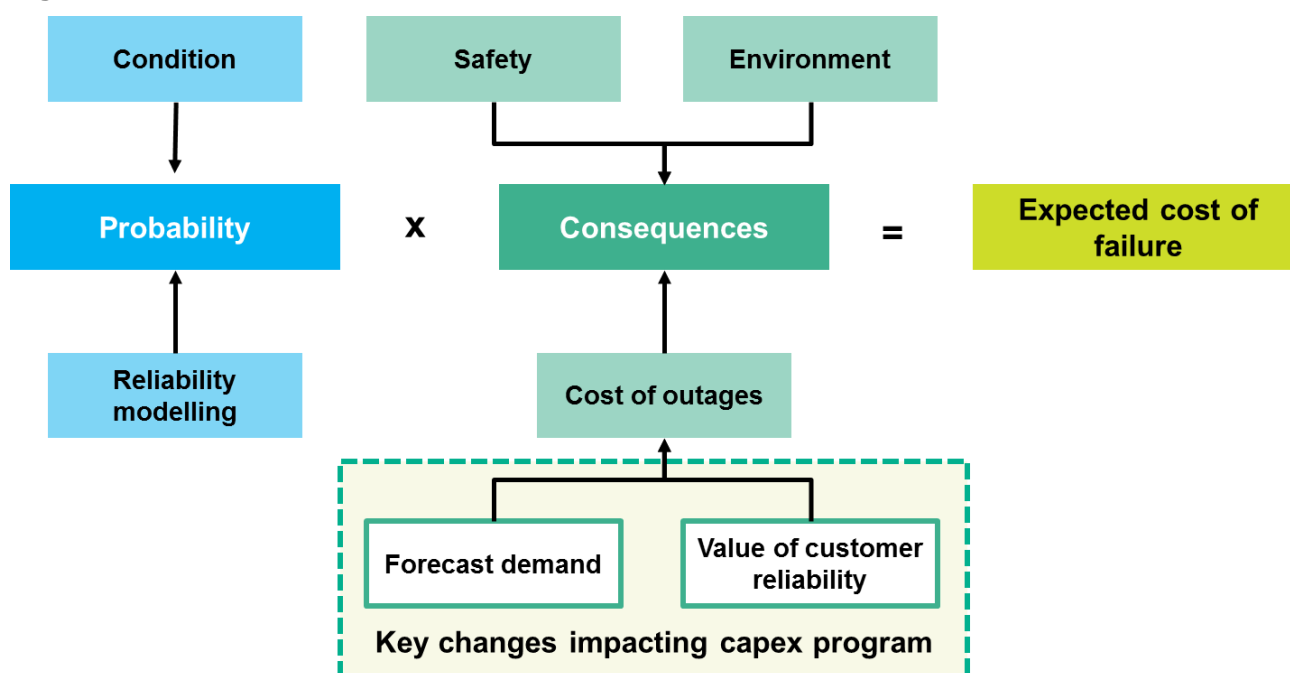 Condition
Safety
Environment
Probability
x
Consequences
=
Expected cost of
failure
Reliability
modelling
Cost of outages
Forecast demand
Value of customer
reliability
Key changes impacting capex program